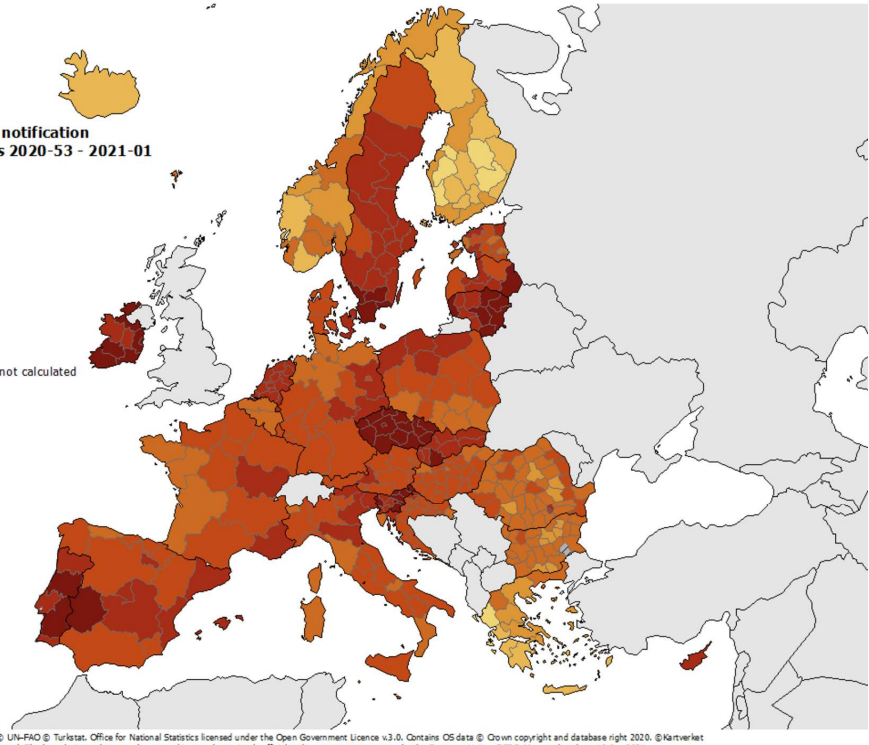 notification
s 2020-53 - 2021-01
not calculated
© UN-FAO © Turkstat. Office for National Statistics licensed under the Open Government Licence v.3.0. Contains OS data © Crown copyright and database right 2020. ©Kartverket